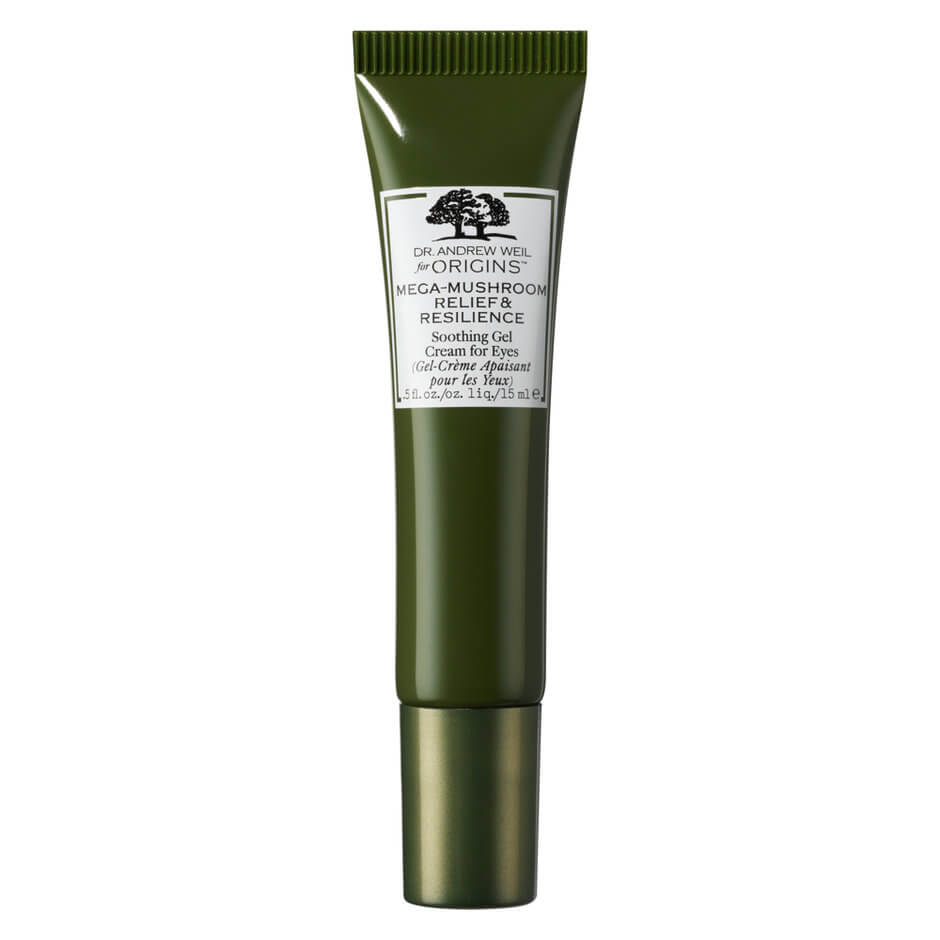 DR. ANDREW WEIL
for ORIGINS™
MEGA-MUSHROOM
RELIEF &
RESILIENCE
Soothing Gel
Cream for Eyes
(Gel-Crème Apaisant
pour les Yeux)
.5 fl. oz./oz. liq./15 ml ℮